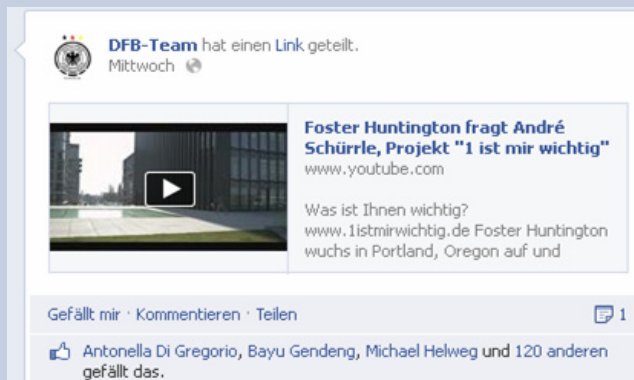 DFB-Team hat einen Link geteilt.
Mittwoch
Foster Huntington fragt André
Schürrle, Projekt "1 ist mir wichtig"
www.youtube.com
Was ist Ihnen wichtig?
www.1istmirwichtig.de Foster Huntington
wuchs in Portland, Oregon auf und
Gefällt mir · Kommentieren · Teilen
1
Antonella Di Gregorio, Bayu Gendeng, Michael Helweg und 120 anderen
gefällt das.